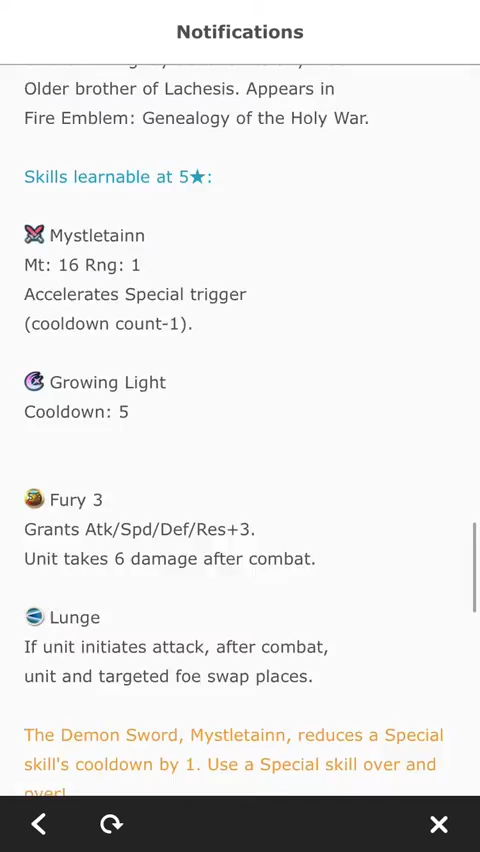 Notifications
Older brother of Lachesis. Appears in
Fire Emblem: Genealogy of the Holy War.
Skills learnable at 5★:
Mystletainn
Mt: 16 Rng: 1
Accelerates Special trigger
(cooldown count-1).
Growing Light
Cooldown: 5
Fury 3
Grants Atk/Spd/Def/Res+3.
Unit takes 6 damage after combat.
Lunge
If unit initiates attack, after combat,
unit and targeted foe swap places.
The Demon Sword, Mystletainn, reduces a Special
skill's cooldown by 1. Use a Special skill over and
over!